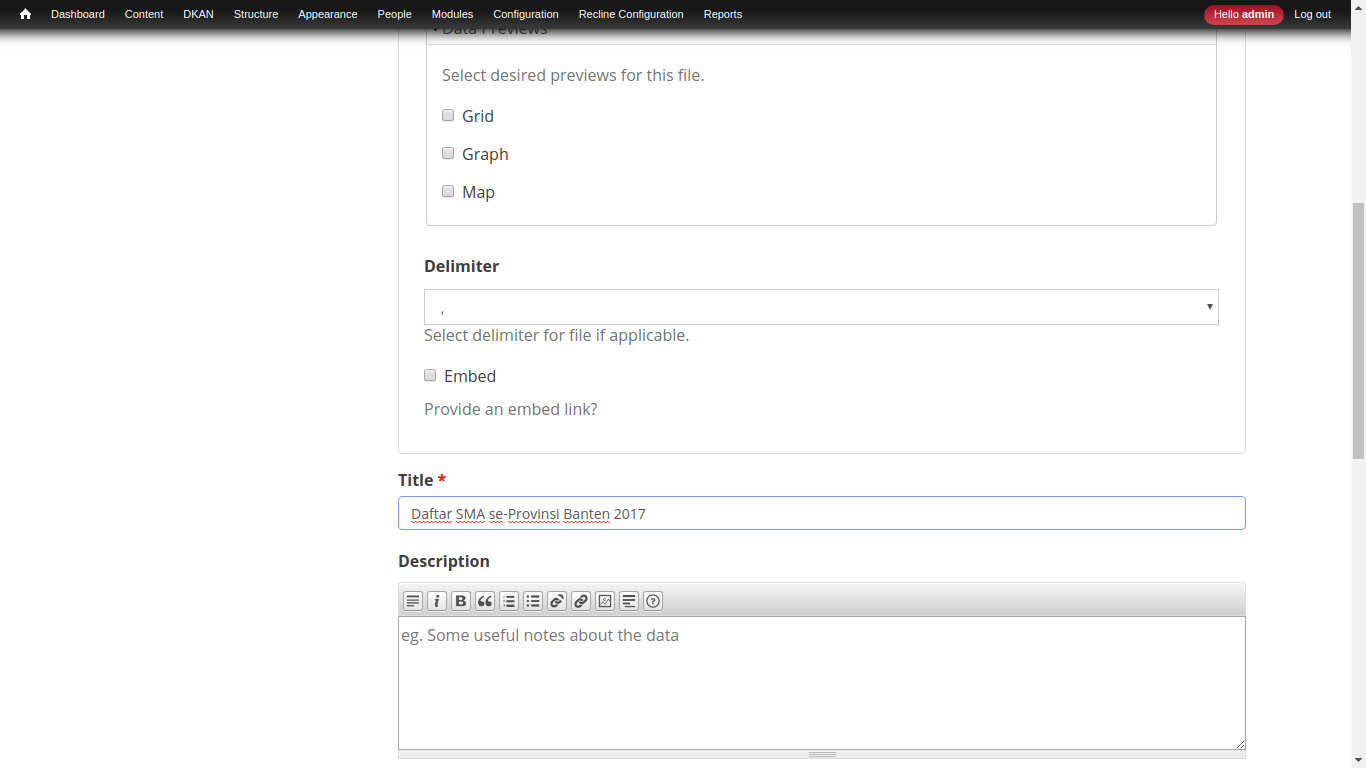 Dashboard Content DKAN Structure Appearance People Modules Configuration Recline Configuration Reports Hello admin Log out
Data Previews
Select desired previews for this file.
Grid
Graph
Map
Delimiter
,
Select delimiter for file if applicable.
Embed
Provide an embed link?
Title *
Daftar SMA se-Provinsi Banten 2017
Description
eg. Some useful notes about the data